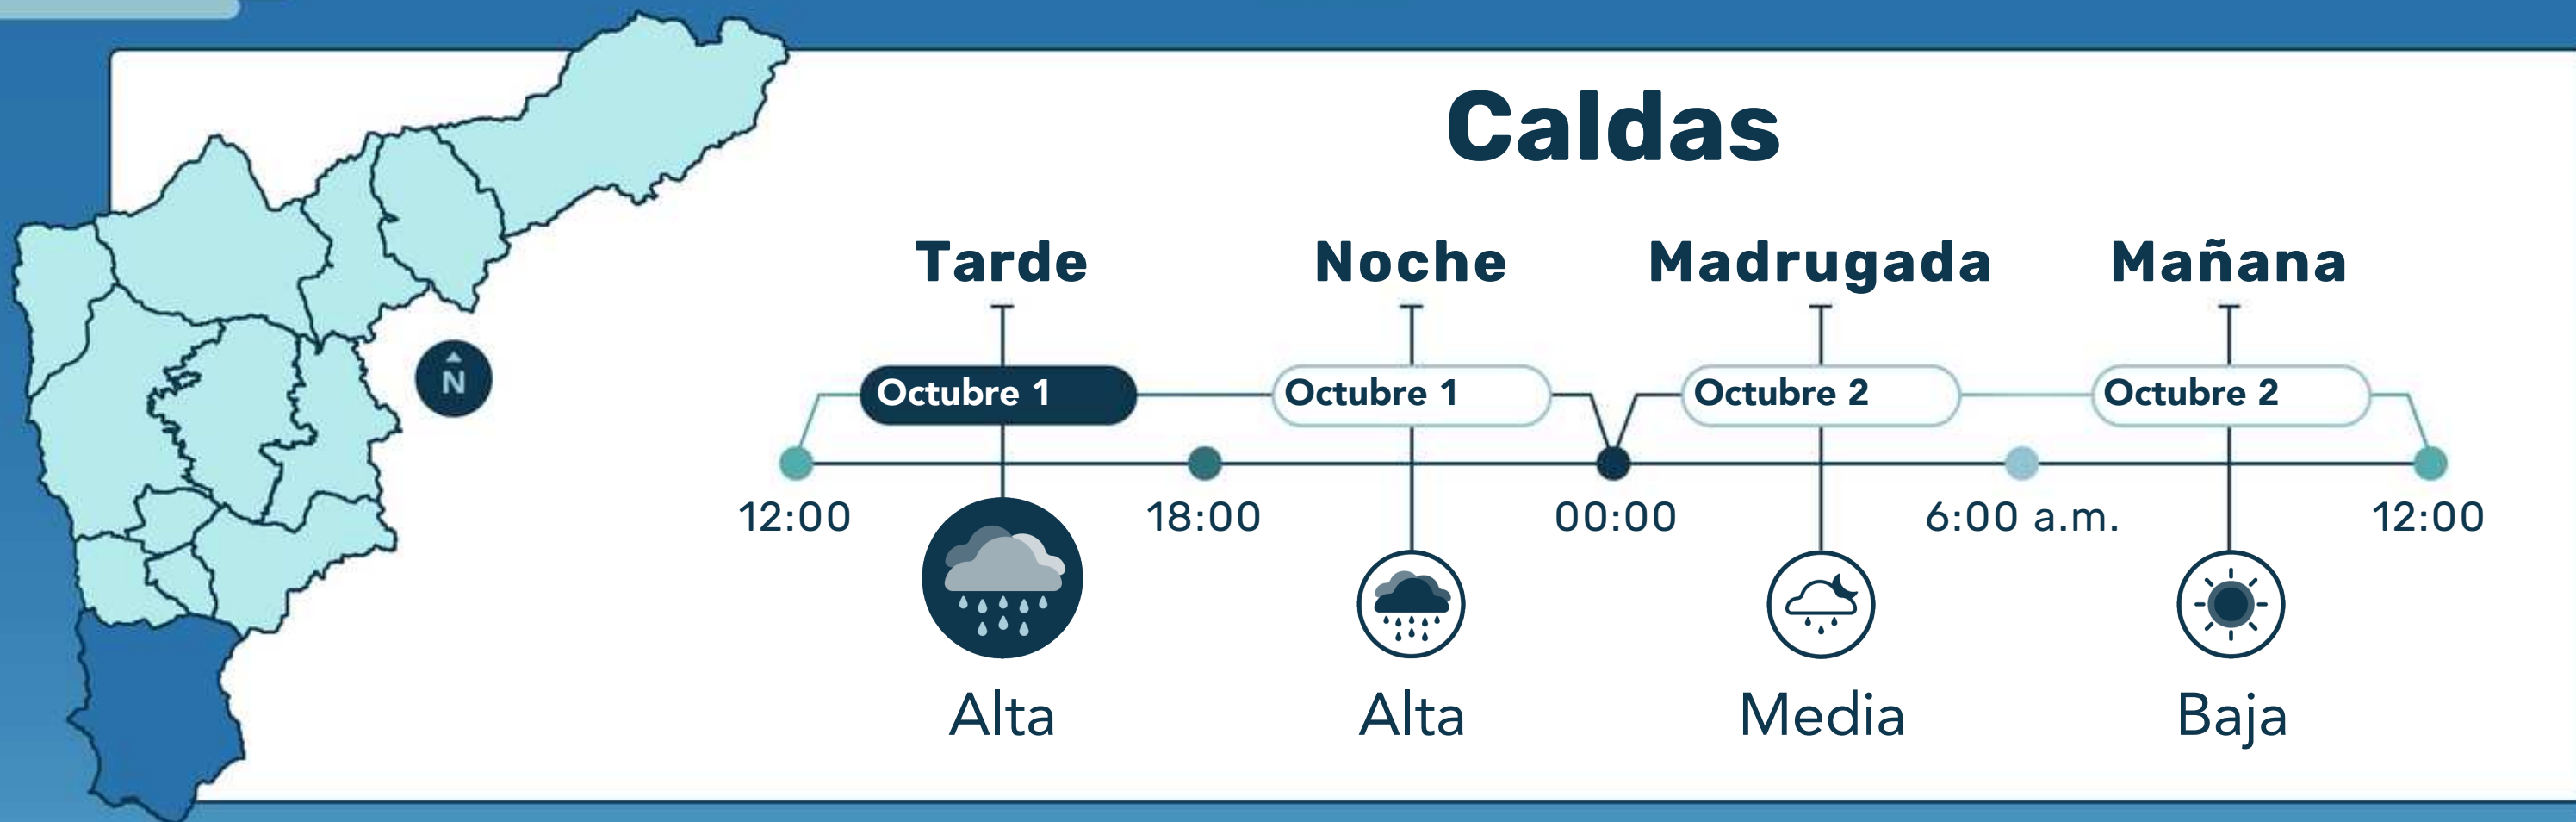 Caldas
Tarde Noche Madrugada Mañana
Octubre 1 Octubre 1 Octubre 2 Octubre 2
N
12:00 18:00 00:00 6:00 a.m. 12:00
Alta Alta Media Baja